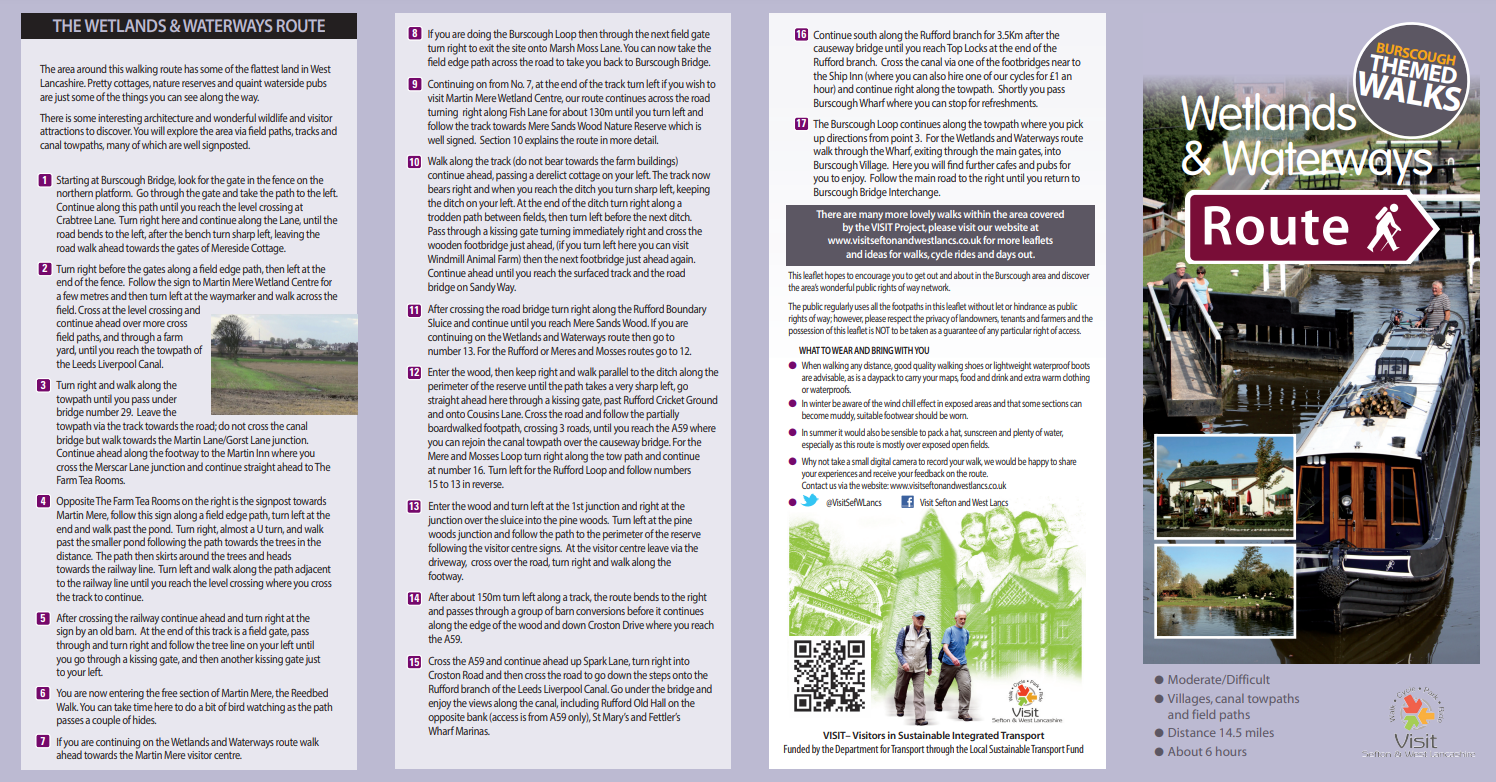 THE WETLANDS & WATERWAYS ROUTE
The area around this walking route has some of the flattest land in West
Lancashire. Pretty cottages, nature reserves and quaint waterside pubs
are just some of the things you can see along the way.
There is some interesting architecture and wonderful wildlife and visitor
attractions to discover. You will explore the area via field paths, tracks and
canal towpaths, many of which are well signposted.
1 Starting at Burscough Bridge, look for the gate in the fence on the
northern platform. Go through the gate and take the path to the left.
Continue along this path until you reach the level crossing at
Crabtree Lane. Turn right here and continue along the Lane, until the
road bends to the left, after the bench turn sharp left, leaving the
road walk ahead towards the gates of Mereside Cottage.
2 Turn right before the gates along a field edge path, then left at the
end of the fence. Follow the sign to Martin Mere Wetland Centre for
a few metres and then turn left at the waymarker and walk across the
field. Cross at the level crossing and
continue ahead over more cross
field paths, and through a farm
yard, until you reach the towpath of
the Leeds Liverpool Canal.
3 Turn right and walk along the
towpath until you pass under
bridge number 29. Leave the
towpath via the track towards the road; do not cross the canal
bridge but walk towards the Martin Lane/Gorst Lane junction.
Continue ahead along the footway to the Martin Inn where you
cross the Merscar Lane junction and continue straight ahead to The
Farm Tea Rooms.
4 Opposite The Farm Tea Rooms on the right is the signpost towards
Martin Mere, follow this sign along a field edge path, turn left at the
end and walk past the pond. Turn right, almost a U turn, and walk
past the smaller pond following the path towards the trees in the
distance. The path then skirts around the trees and heads
towards the railway line. Turn left and walk along the path adjacent
to the railway line until you reach the level crossing where you cross
the track to continue.
5 After crossing the railway continue ahead and turn right at the
sign by an old barn. At the end of this track is a field gate, pass
through and turn right and follow the tree line on your left until
you go through a kissing gate, and then another kissing gate just
to your left.
6 You are now entering the free section of Martin Mere, the Reedbed
Walk. You can take time here to do a bit of bird watching as the path
passes a couple of hides.
7 If you are continuing on the Wetlands and Waterways route walk
ahead towards the Martin Mere visitor centre.
8 If you are doing the Burscough Loop then through the next field gate
turn right to exit the site onto Marsh Moss Lane. You can now take the
field edge path across the road to take you back to Burscough Bridge.
9 Continuing on from No. 7, at the end of the track turn left if you wish to
visit Martin Mere Wetland Centre, our route continues across the road
turning right along Fish Lane for about 130m until you turn left and
follow the track towards Mere Sands Wood Nature Reserve which is
well signed. Section 10 explains the route in more detail.
10 Walk along the track (do not bear towards the farm buildings)
continue ahead, passing a derelict cottage on your left. The track now
bears right and when you reach the ditch you turn sharp left, keeping
the ditch on your left. At the end of the ditch turn right along a
trodden path between fields, then turn left before the next ditch.
Pass through a kissing gate turning immediately right and cross the
wooden footbridge just ahead, (if you turn left here you can visit
Windmill Animal Farm) then the next footbridge just ahead again.
Continue ahead until you reach the surfaced track and the road
bridge on Sandy Way.
11 After crossing the road bridge turn right along the Rufford Boundary
Sluice and continue until you reach Mere Sands Wood. If you are
continuing on the Wetlands and Waterways route then go to
number 13. For the Rufford or Meres and Mosses routes go to 12.
12 Enter the wood, then keep right and walk parallel to the ditch along the
perimeter of the reserve until the path takes a very sharp left, go
straight ahead here through a kissing gate, past Rufford Cricket Ground
and onto Cousins Lane. Cross the road and follow the partially
boardwalked footpath, crossing 3 roads, until you reach the A59 where
you can rejoin the canal towpath over the causeway bridge. For the
Mere and Mosses Loop turn right along the tow path and continue
at number 16. Turn left for the Rufford Loop and follow numbers
15 to 13 in reverse.
13 Enter the wood and turn left at the 1st junction and right at the
junction over the sluice into the pine woods. Turn left at the pine
woods junction and follow the path to the perimeter of the reserve
following the visitor centre signs. At the visitor centre leave via the
driveway, cross over the road, turn right and walk along the
footway.
14 After about 150m turn left along a track, the route bends to the right
and passes through a group of barn conversions before it continues
along the edge of the wood and down Croston Drive where you reach
the A59.
15 Cross the A59 and continue ahead up Spark Lane, turn right into
Croston Road and then cross the road to go down the steps onto the
Rufford branch of the Leeds Liverpool Canal. Go under the bridge and
enjoy the views along the canal, including Rufford Old Hall on the
opposite bank (access is from A59 only), St Mary's and Fettler's
Wharf Marinas.
16 Continue south along the Rufford branch for 3.5Km after the
causeway bridge until you reach Top Locks at the end of the
Rufford branch. Cross the canal via one of the footbridges near to
the Ship Inn (where you can also hire one of our cycles for £1 an
hour) and continue right along the towpath. Shortly you pass
Burscough Wharf where you can stop for refreshments.
17 The Burscough Loop continues along the towpath where you pick
up directions from point 3. For the Wetlands and Waterways route
walk through the Wharf, exiting through the main gates, into
Burscough Village. Here you will find further cafes and pubs for
you to enjoy. Follow the main road to the right until you return to
Burscough Bridge Interchange.
There are many more lovely walks within the area covered
by the VISIT Project, please visit our website at
www.visitseftonandwestlancs.co.uk for more leaflets
and ideas for walks, cycle rides and days out.
This leaflet hopes to encourage you to get out and about in the Burscough area and discover
the area's wonderful public rights of way network.
The public regularly uses all the footpaths in this leaflet without let or hindrance as public
rights of way; however, please respect the privacy of landowners, tenants and farmers and the
possession of this leaflet is NOT to be taken as a guarantee of any particular right of access.
WHAT TO WEAR AND BRING WITH YOU
● When walking any distance, good quality walking shoes or lightweight waterproof boots
are advisable, as is a daypack to carry your maps, food and drink and extra warm clothing
or waterproofs.
● In winter be aware of the wind chill effect in exposed areas and that some sections can
become muddy, suitable footwear should be worn.
● In summer it would also be sensible to pack a hat, sunscreen and plenty of water,
especially as this route is mostly over exposed open fields.
● Why not take a small digital camera to record your walk, we would be happy to share
your experiences and receive your feedback on the route.
Contact us via the website: www.visitseftonandwestlancs.co.uk
● @VisitSefWLancs Visit Sefton and West Lancs
Walk • Cycle • Park • Ride
Visit
Sefton & West Lancashire
VISIT– Visitors in Sustainable Integrated Transport
Funded by the Department for Transport through the Local Sustainable Transport Fund
BURSCOUGH
THEMED
WALKS
Wetlands
& Waterways
Route
● Moderate/Difficult
● Villages, canal towpaths
and field paths
● Distance 14.5 miles
● About 6 hours
Walk • Cycle • Park • Ride
Visit
Sefton & West Lancashire